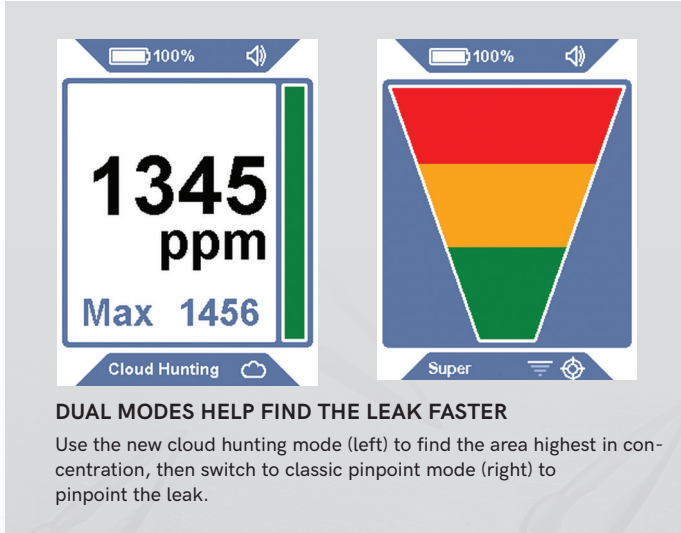 100%
1345
ppm
Max 1456
Cloud Hunting
100%
Super
DUAL MODES HELP FIND THE LEAK FASTER
Use the new cloud hunting mode (left) to find the area highest in con-
centration, then switch to classic pinpoint mode (right) to
pinpoint the leak.